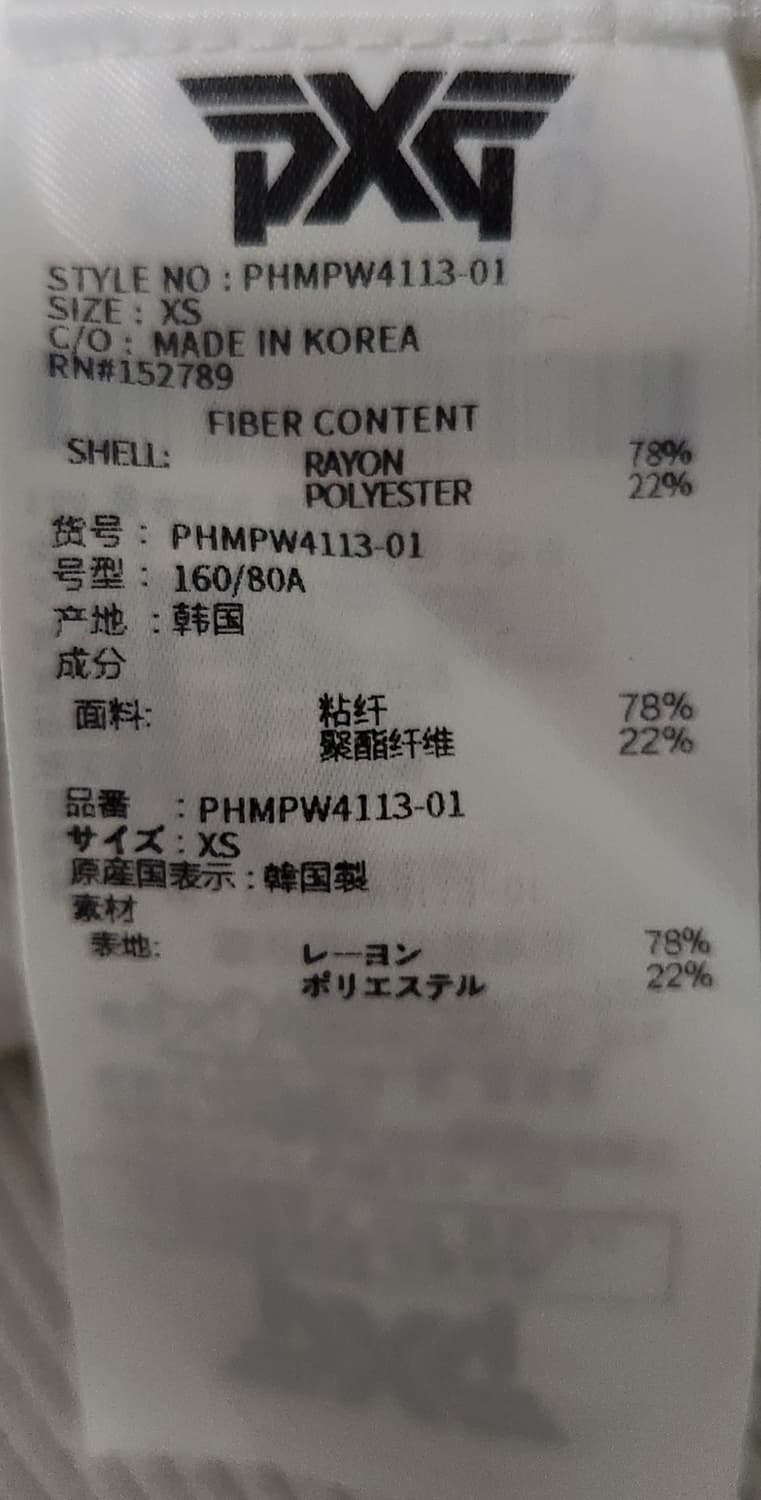 PXG
STYLE NO : PHMPW4113-01
SIZE : XS
C/O : MADE IN KOREA
RN#152789
FIBER CONTENT
SHELL: RAYON 78%
POLYESTER 22%
货号 : PHMPW4113-01
号型 : 160/80A
产地 : 韩国
成分
面料: 粘纤 78%
聚酯纤维 22%
品番 : PHMPW4113-01
サイズ : XS
原産国表示 : 韓国製
素材
表地: レーヨン 78%
ポリエステル 22%